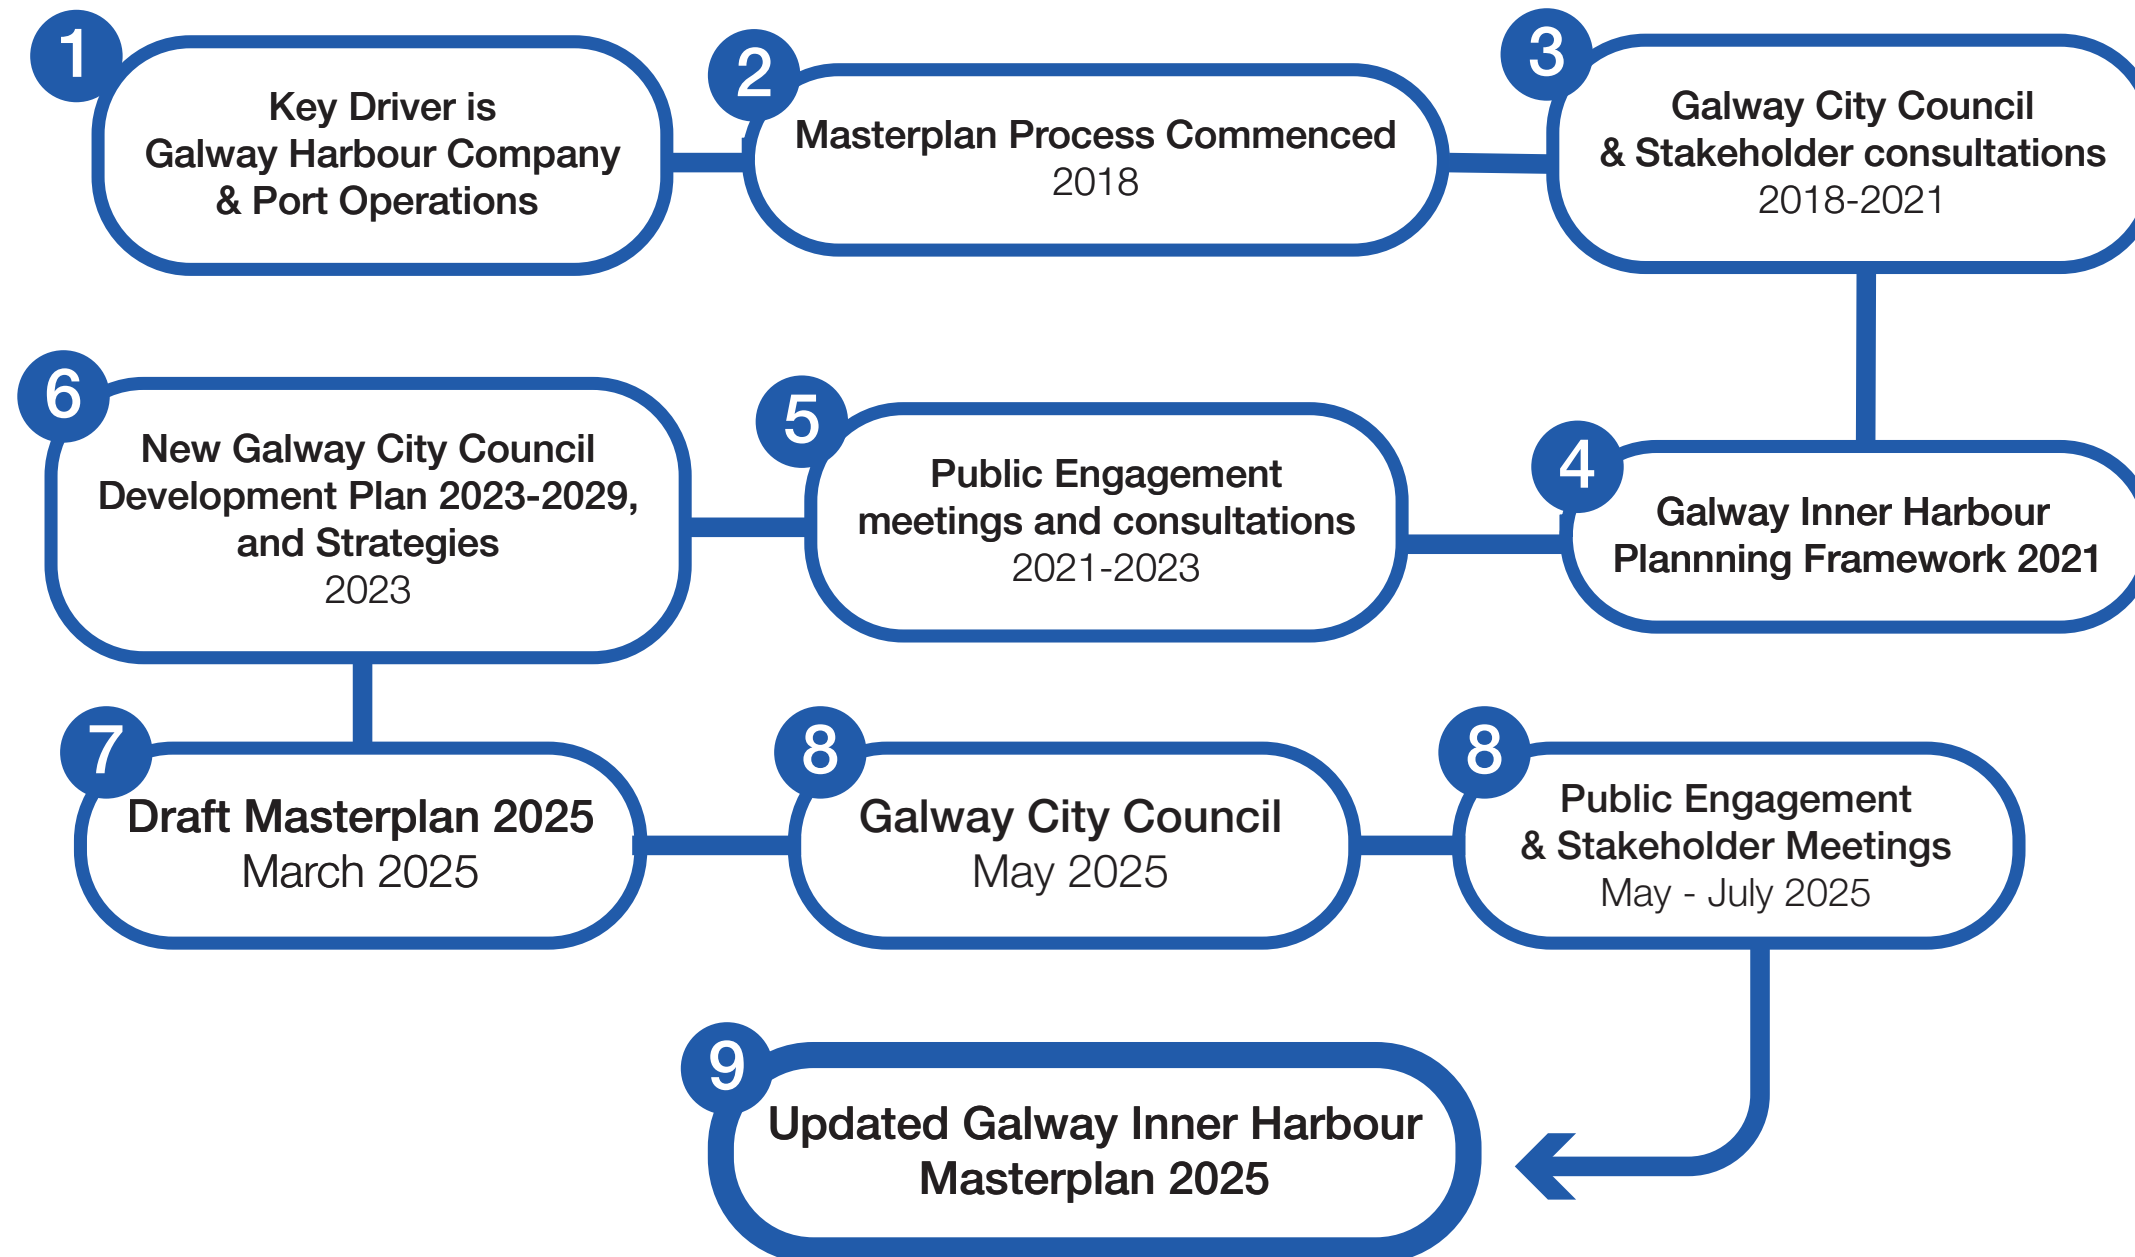 1
Key Driver is
Galway Harbour Company
& Port Operations
2
Masterplan Process Commenced
2018
3
Galway City Council
& Stakeholder consultations
2018-2021
4
Galway Inner Harbour
Plannning Framework 2021
5
Public Engagement
meetings and consultations
2021-2023
6
New Galway City Council
Development Plan 2023-2029,
and Strategies
2023
7
Draft Masterplan 2025
March 2025
8
Galway City Council
May 2025
8
Public Engagement
& Stakeholder Meetings
May - July 2025
9
Updated Galway Inner Harbour
Masterplan 2025